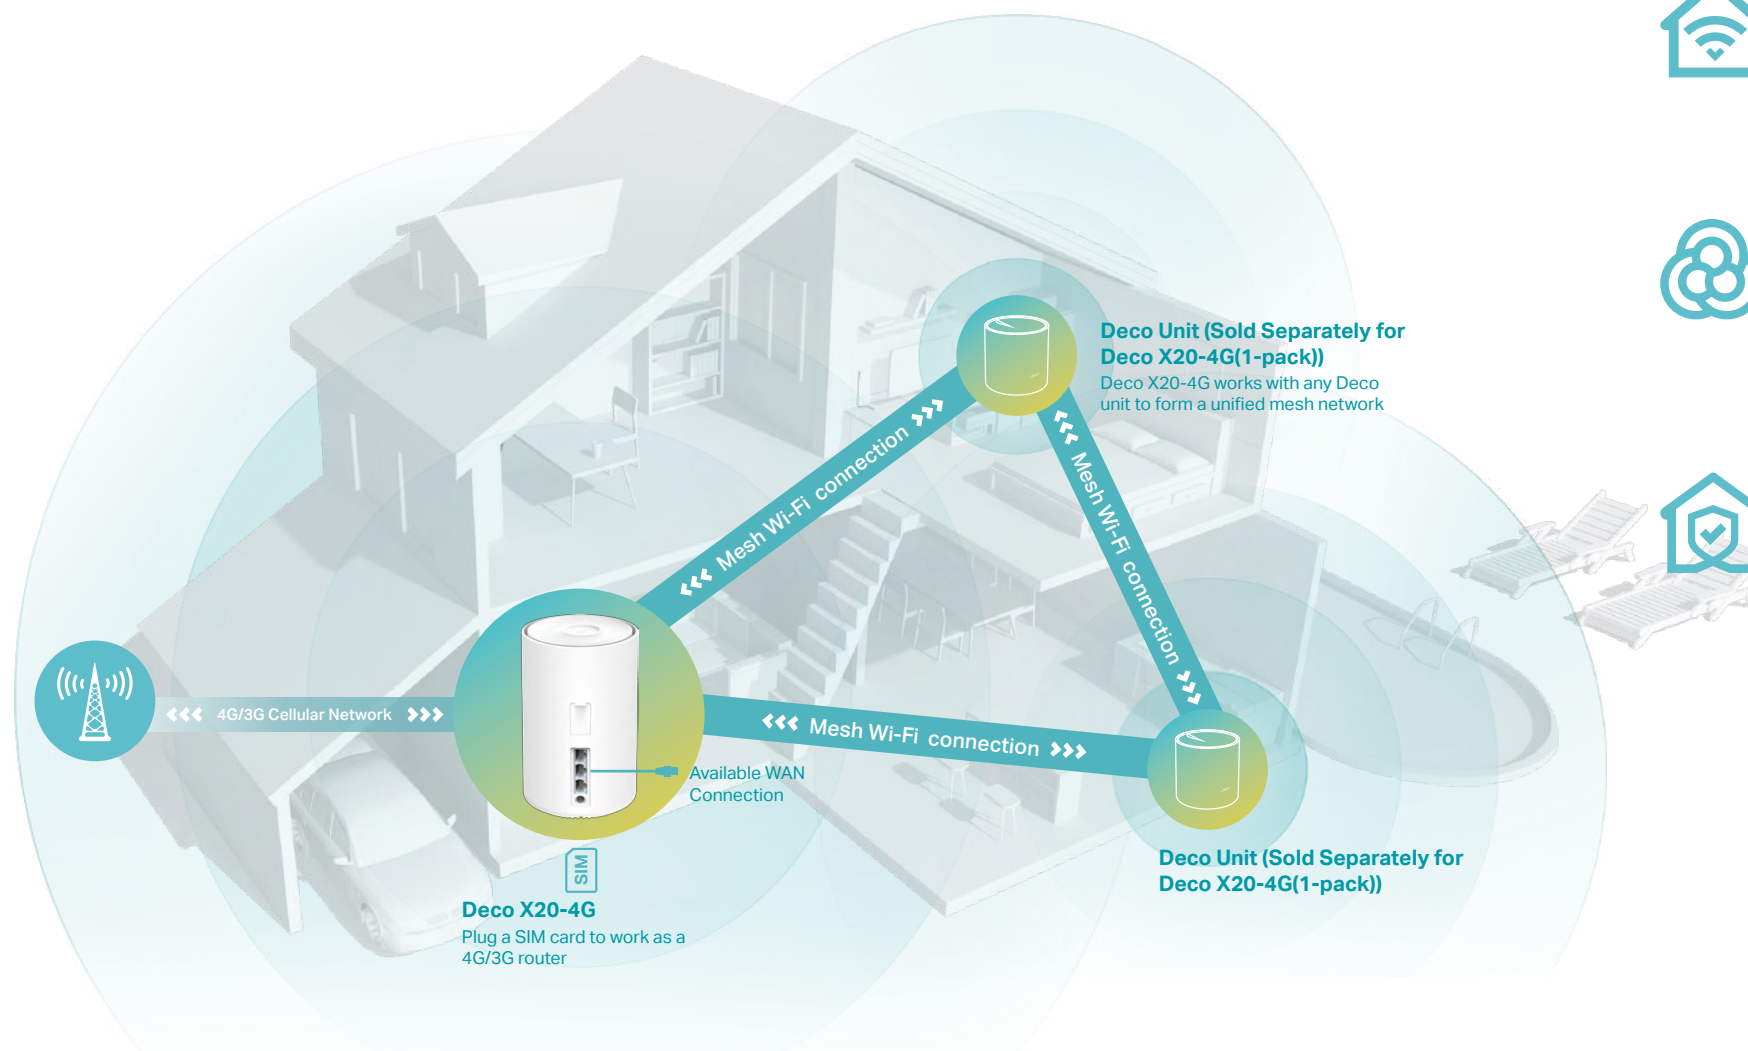 Deco Unit (Sold Separately for
Deco X20-4G(1-pack))
Deco X20-4G works with any Deco
unit to form a unified mesh network
Mesh Wi-Fi connection
Mesh Wi-Fi connection
4G/3G Cellular Network
Mesh Wi-Fi connection
Available WAN
Connection
SIM
Deco X20-4G
Plug a SIM card to work as a
4G/3G router
Deco Unit (Sold Separately for
Deco X20-4G(1-pack))